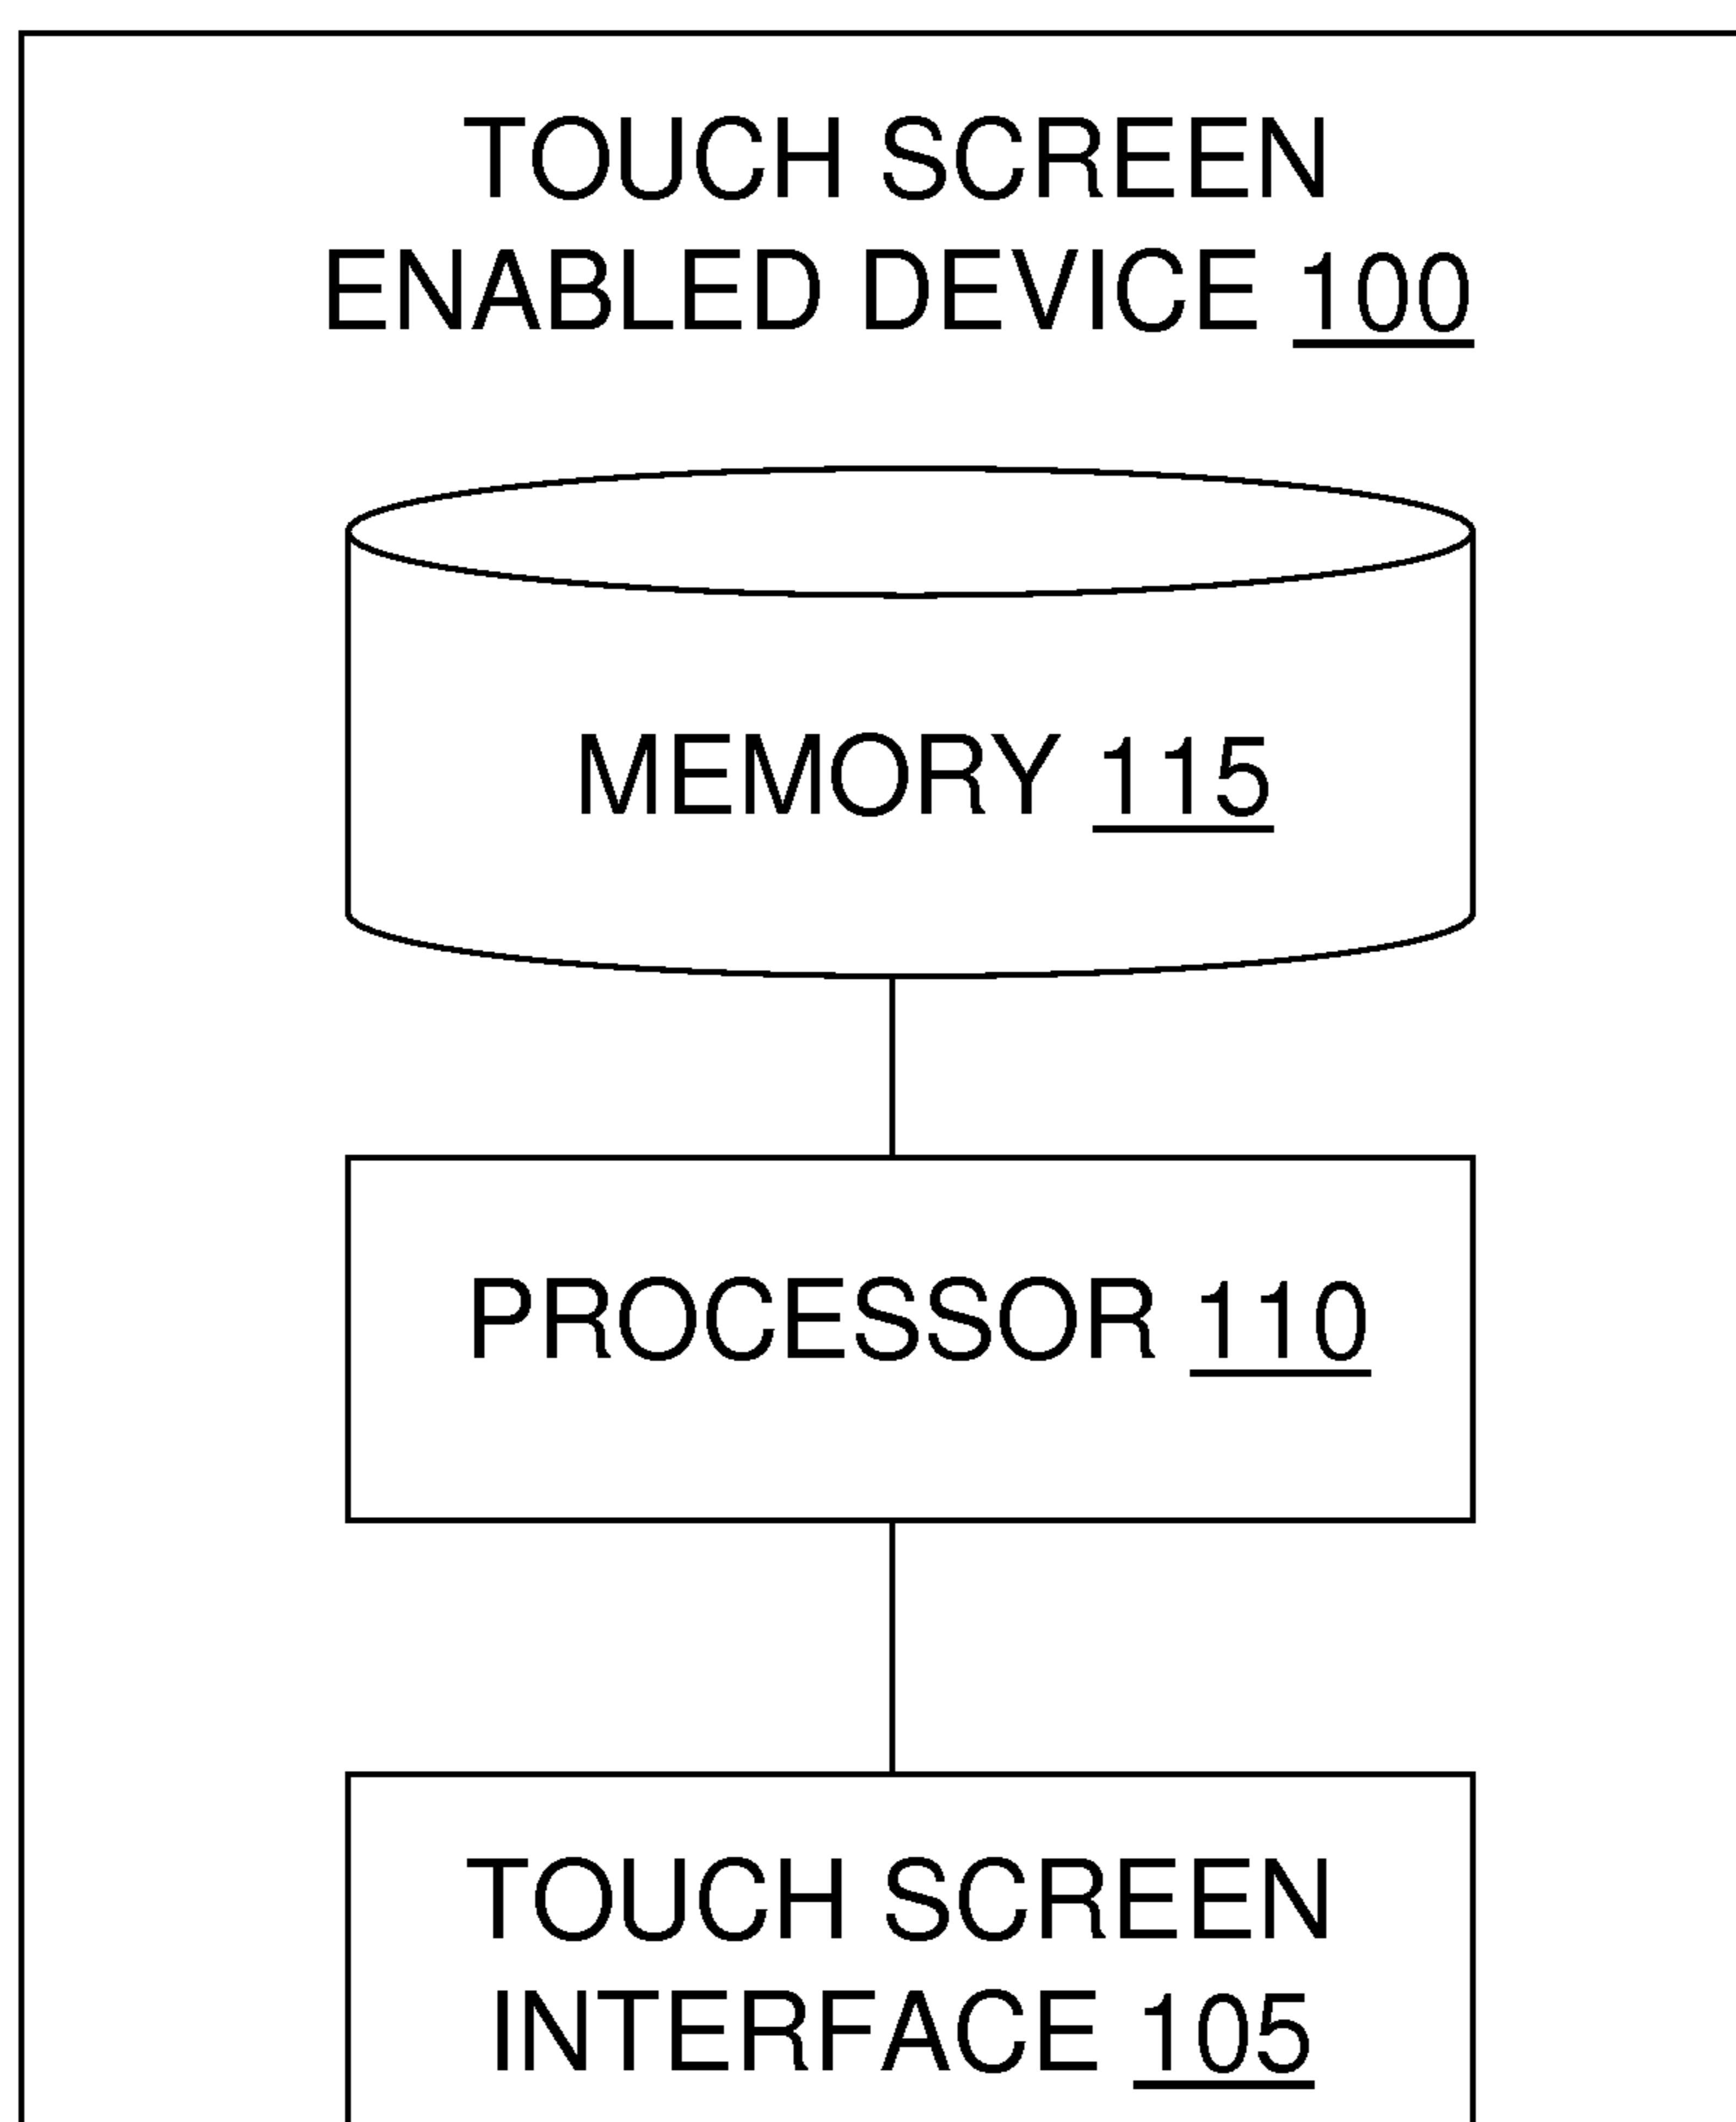 TOUCH SCREEN
ENABLED DEVICE 100
MEMORY 115
PROCESSOR 110
TOUCH SCREEN
INTERFACE 105